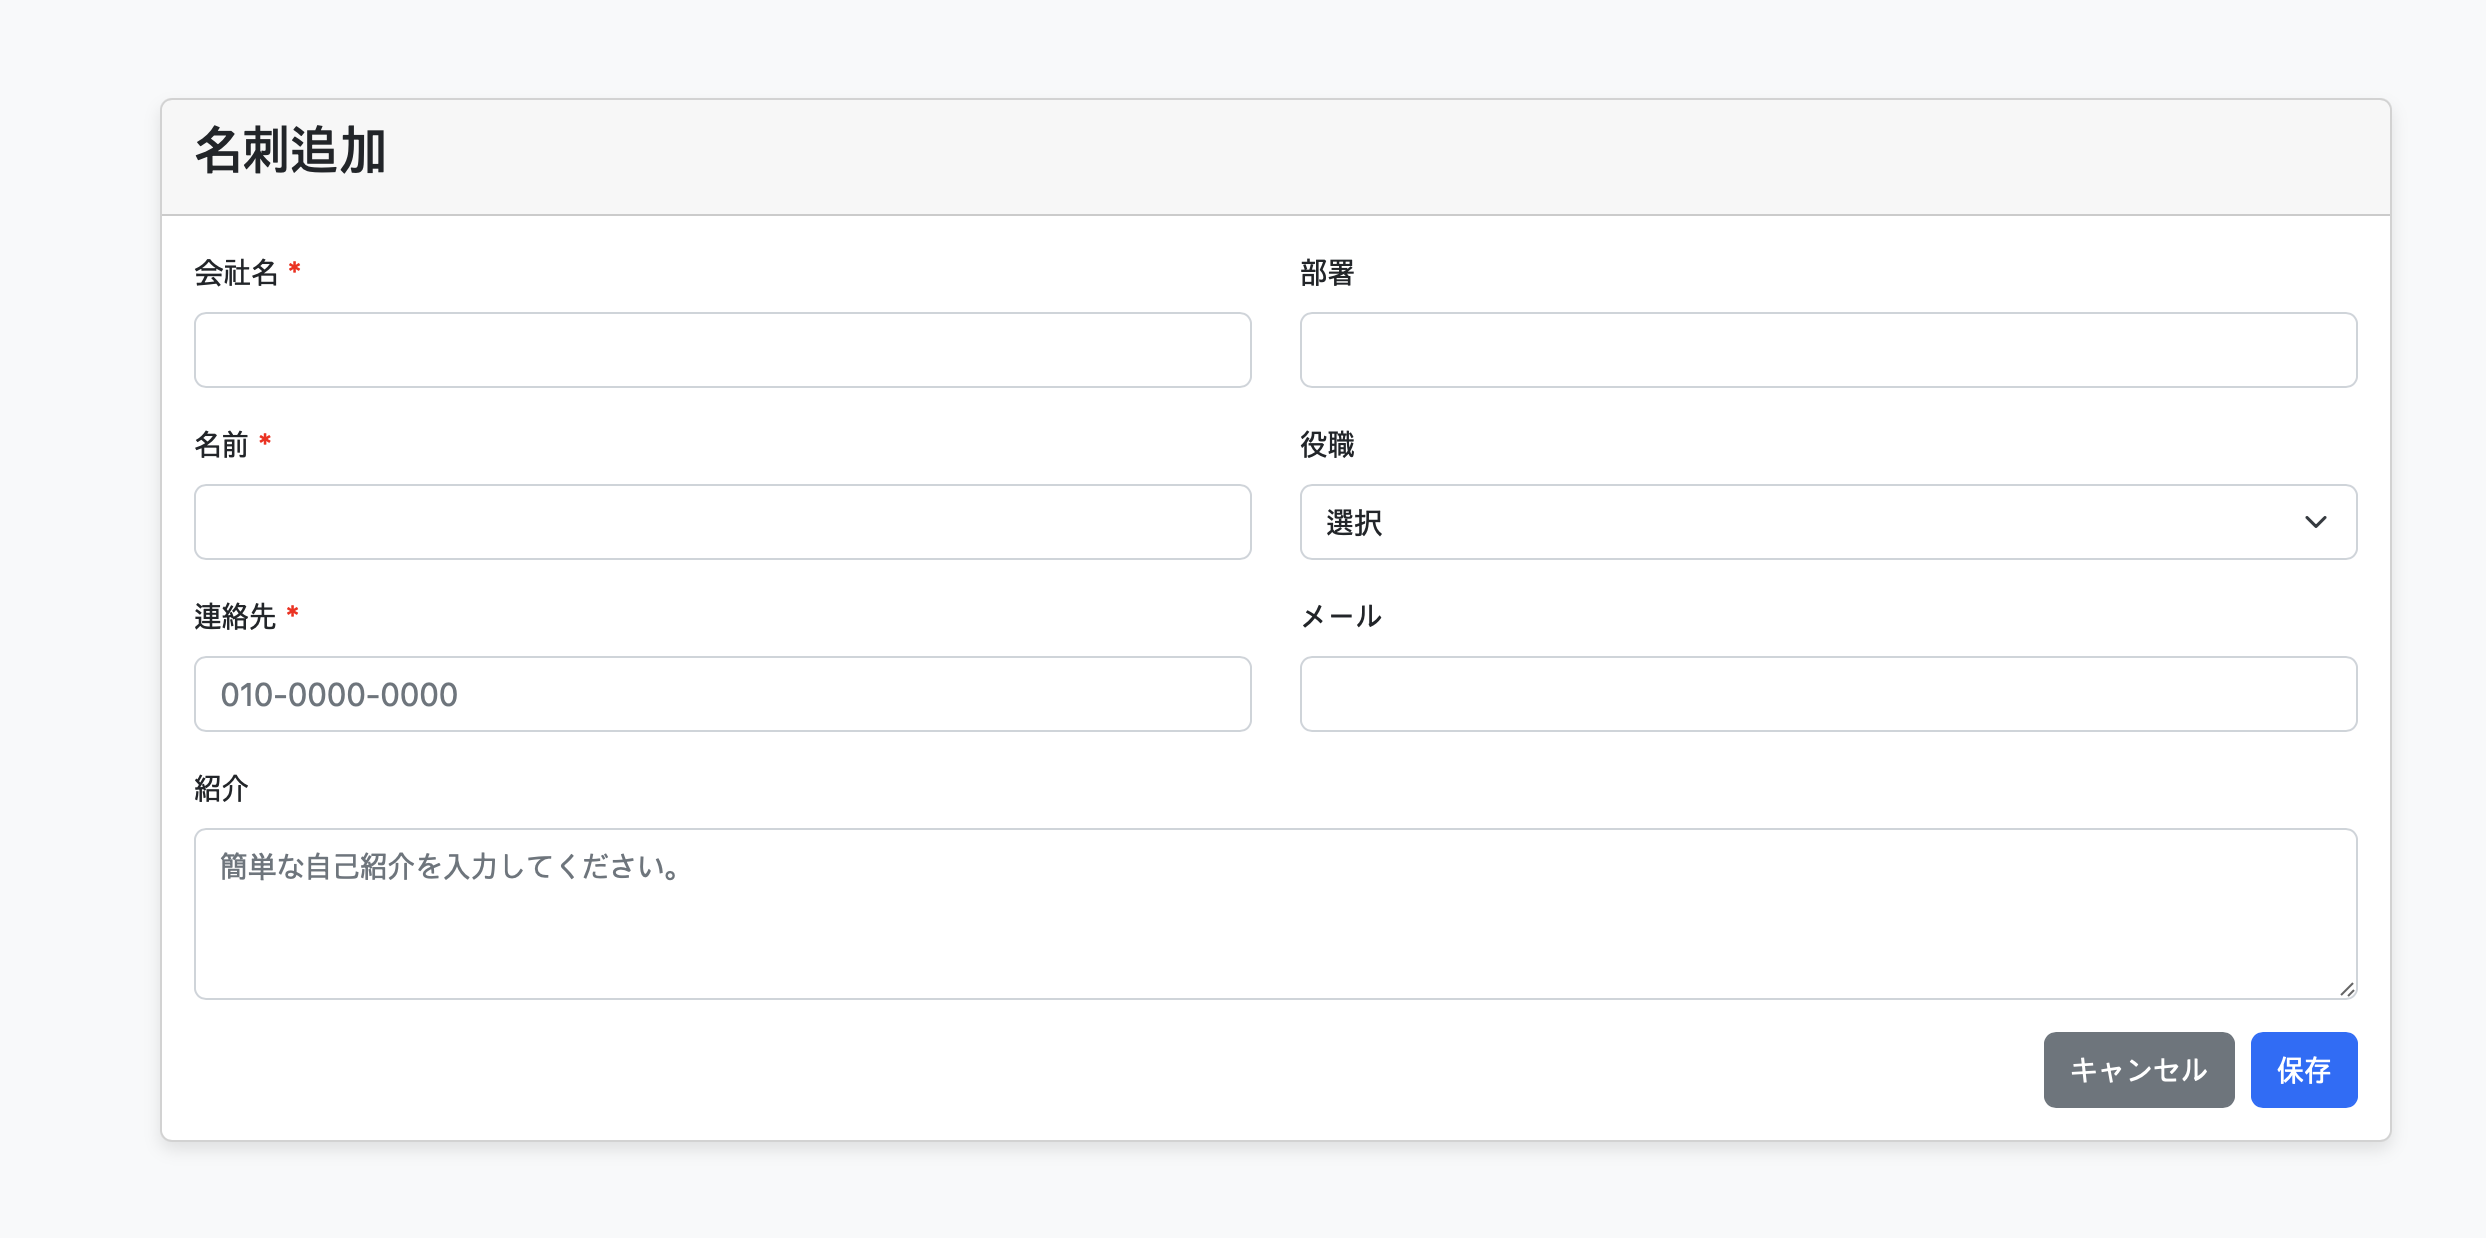 名刺追加
会社名 *
部署
名前 *
役職
選択
連絡先 *
010-0000-0000
メール
紹介
簡単な自己紹介を入力してください。
キャンセル
保存